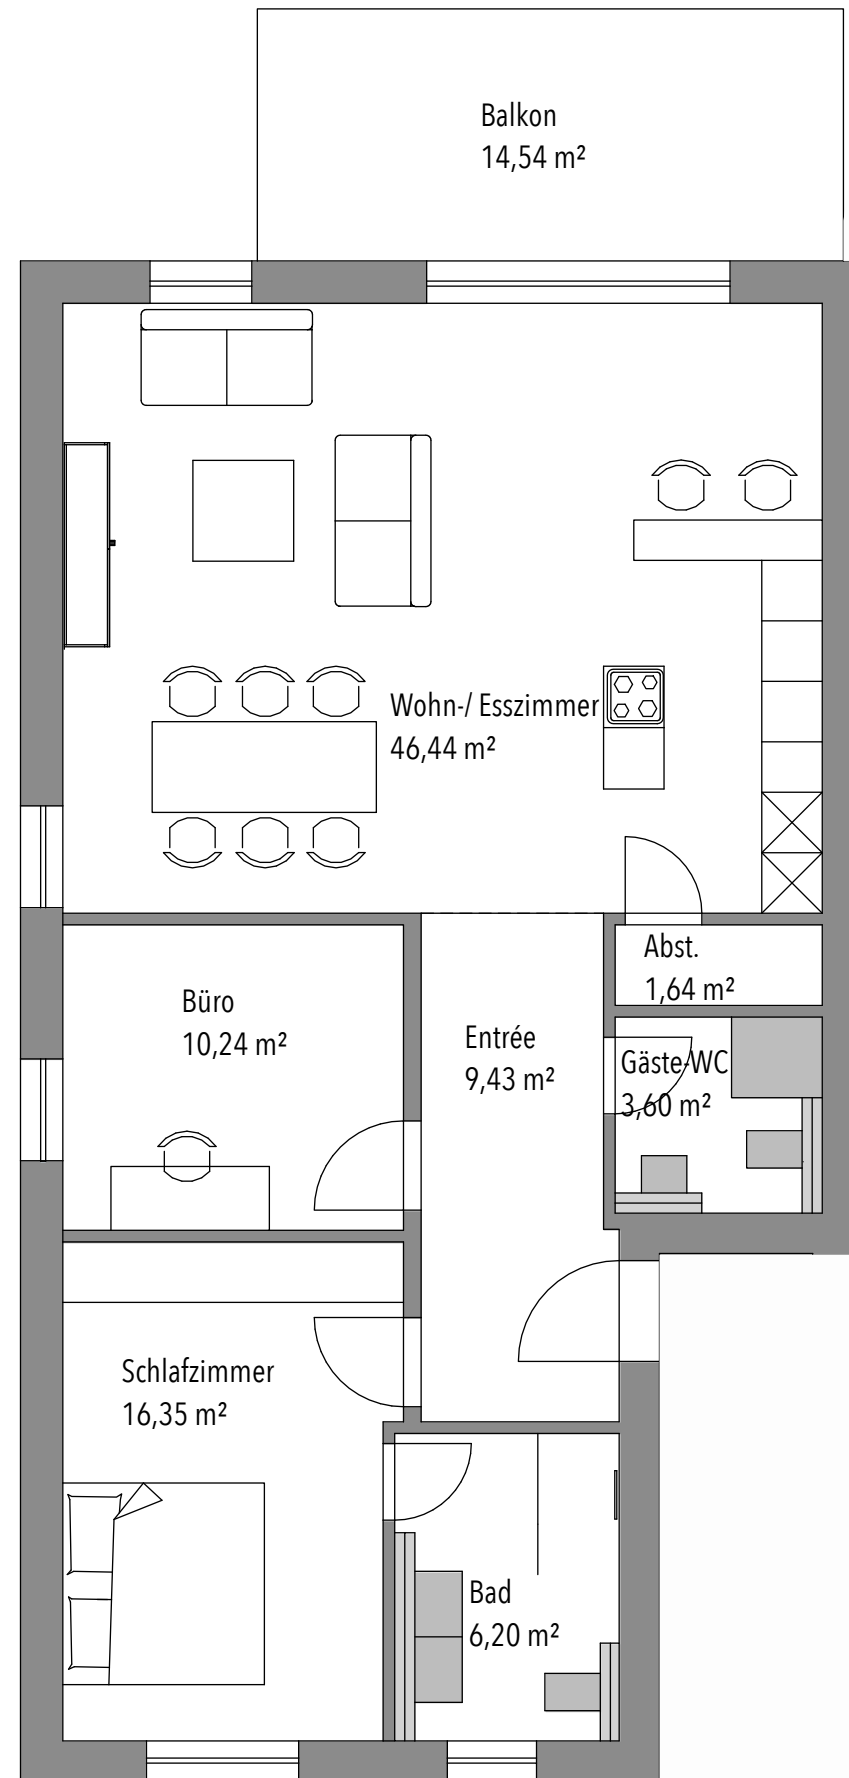 Balkon
14,54 m²
Wohn-/ Esszimmer
46,44 m²
Abst.
1,64 m²
Büro
10,24 m²
Entrée
9,43 m²
Gäste-WC
3,60 m²
Schlafzimmer
16,35 m²
Bad
6,20 m²